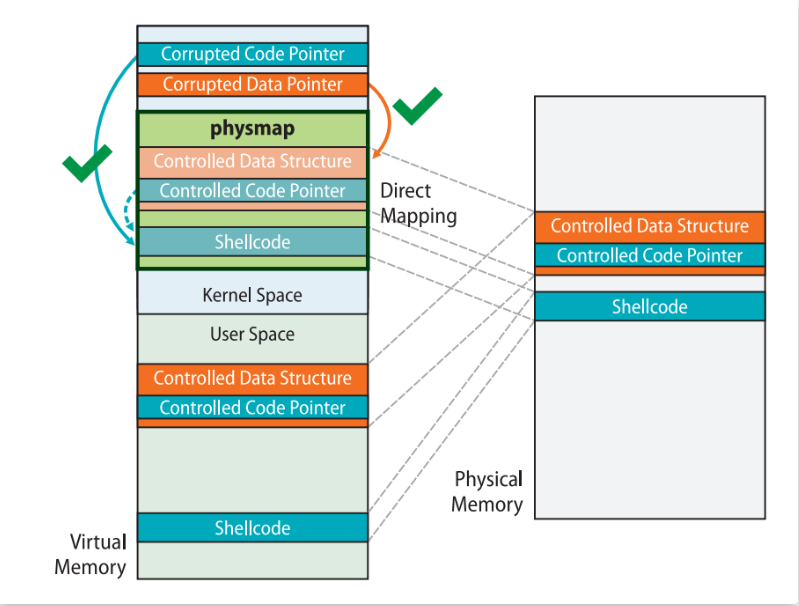 Corrupted Code Pointer
Corrupted Data Pointer
physmap
Controlled Data Structure
Controlled Code Pointer
Shellcode
Direct
Mapping
Kernel Space
User Space
Controlled Data Structure
Controlled Code Pointer
Shellcode
Virtual
Memory
Controlled Data Structure
Controlled Code Pointer
Shellcode
Physical
Memory